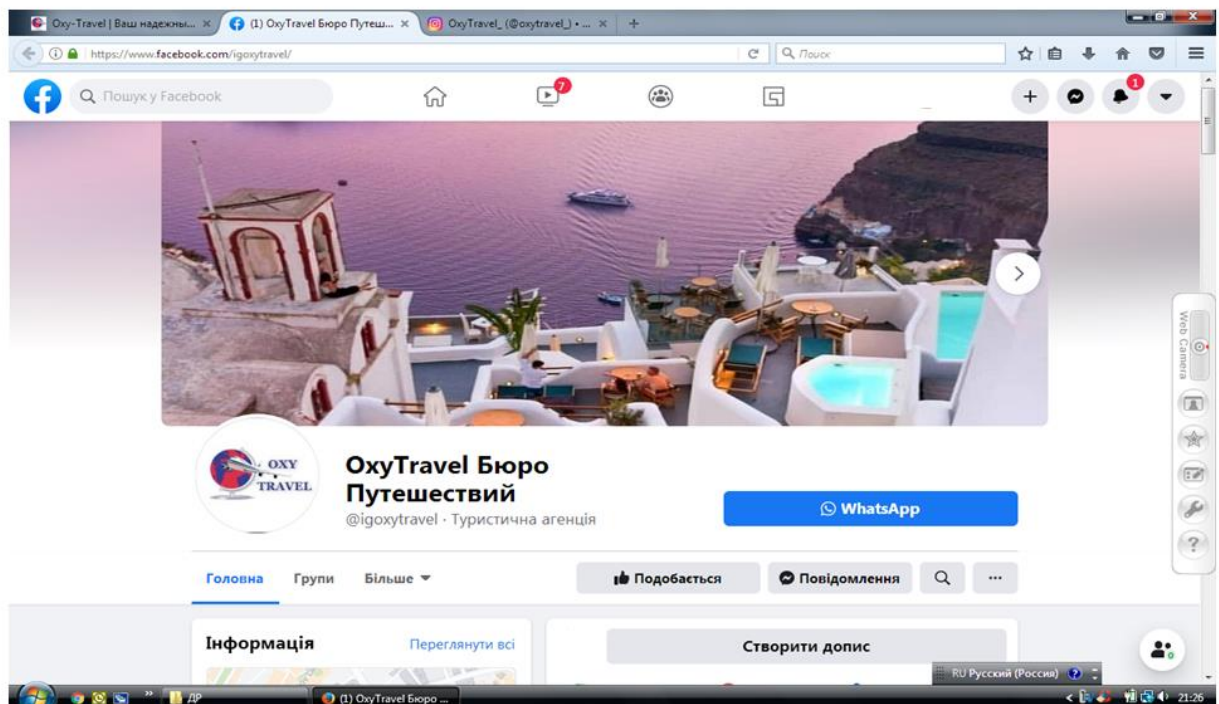 Oxy-Travel | Ваш надежны...
(1) OxyTravel Бюро Путеш...
OxyTravel_ (@oxytravel_) • ...
https://www.facebook.com/igoxytravel/
Поиск
Пошук у Facebook
7
1
Web Camera
OXY
TRAVEL
OxyTravel Бюро
Путешествий
@igoxytravel · Туристична агенція
WhatsApp
Головна
Групи
Більше
Подобається
Повідомлення
Інформація
Переглянути всі
Створити допис
RU Русский (Россия)
ДР
(1) OxyTravel Бюро ...
21:26